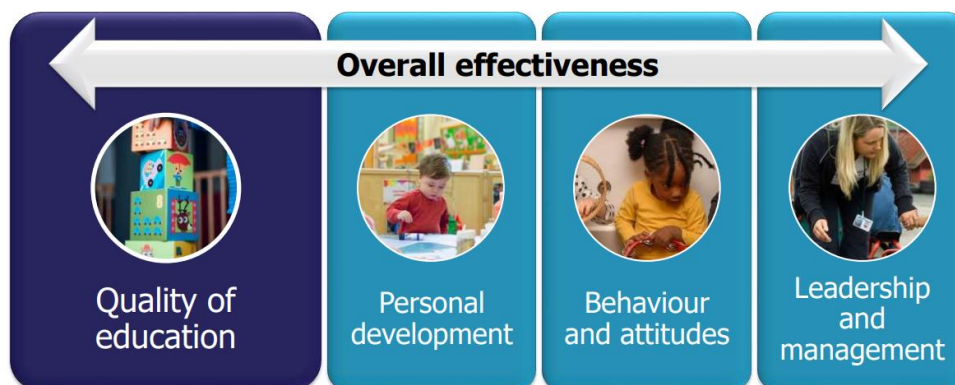 Overall effectiveness
Quality of
education
Personal
development
Behaviour
and attitudes
Leadership
and
management